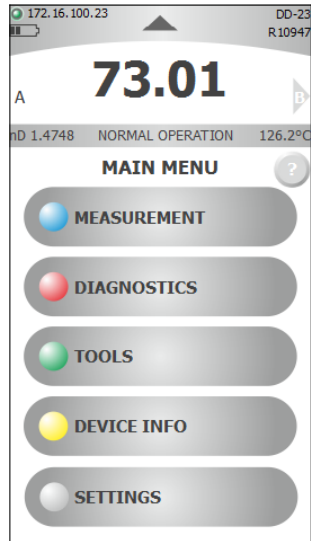 172.16.100.23 DD-23
R10947
A 73.01 B
nD 1.4748 NORMAL OPERATION 126.2°C
MAIN MENU ?
MEASUREMENT
DIAGNOSTICS
TOOLS
DEVICE INFO
SETTINGS